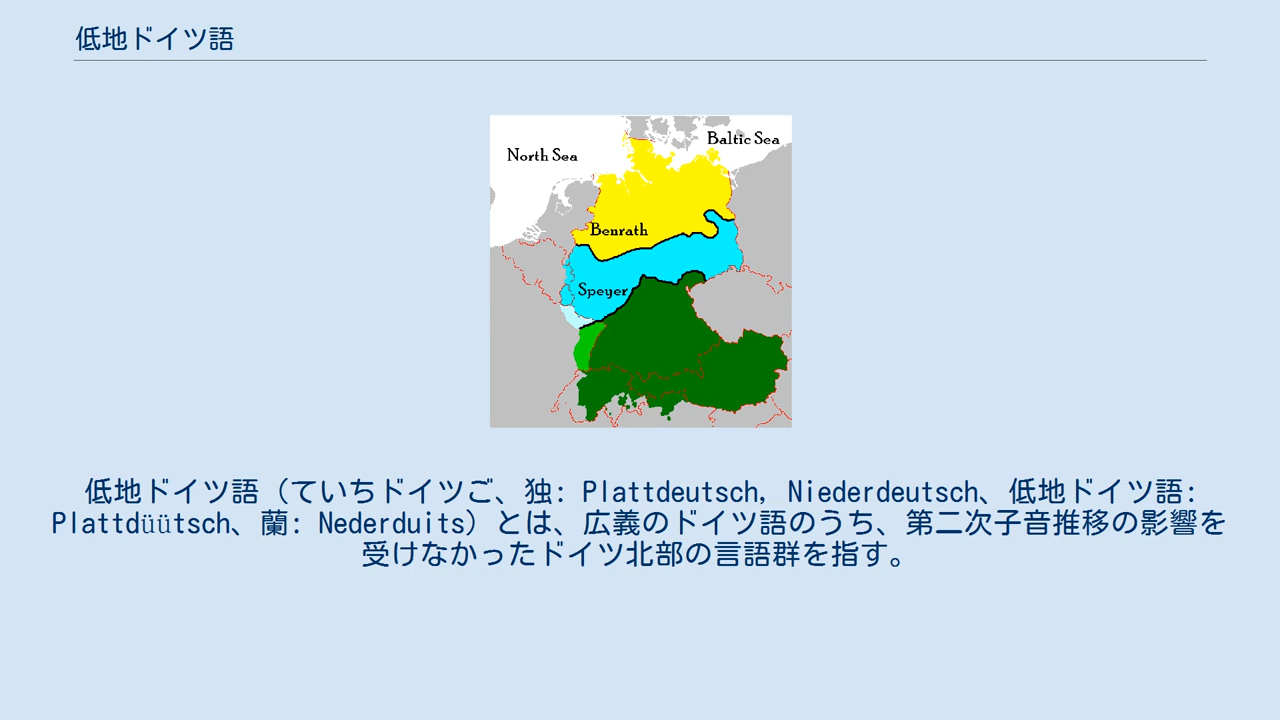 低地ドイツ語
North Sea
Baltic Sea
Benrath
Speyer
低地ドイツ語（ていちドイツご、独: Plattdeutsch, Niederdeutsch、低地ドイツ語:
Plattdüütsch、蘭: Nederduits）とは、広義のドイツ語のうち、第二次子音推移の影響を
受けなかったドイツ北部の言語群を指す。